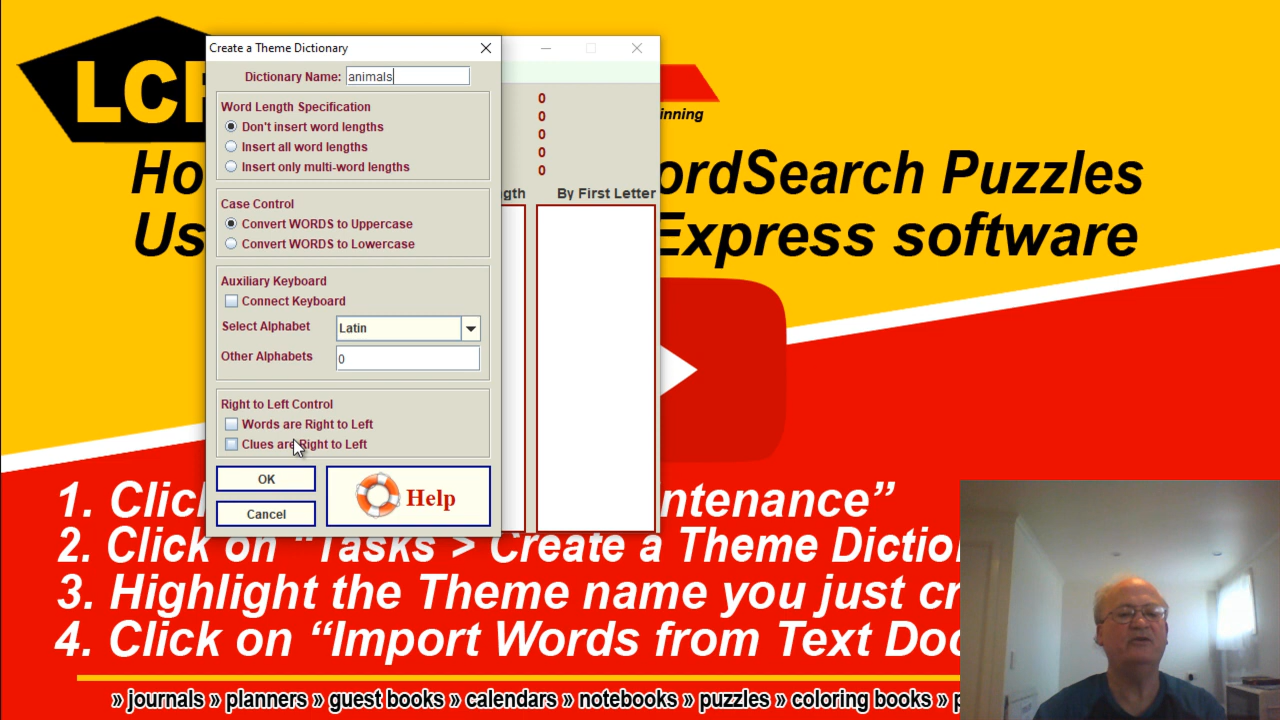 Create a Theme Dictionary
LCP
Dictionary Name: animals
Word Length Specification
Don't insert word lengths
Insert all word lengths
Insert only multi-word lengths
Case Control
Convert WORDS to Uppercase
Convert WORDS to Lowercase
Auxiliary Keyboard
Connect Keyboard
Select Alphabet Latin
Other Alphabets 0
Right to Left Control
Words are Right to Left
Clues are Right to Left
OK
Cancel
Help
0
0
0
0
0
inning
gth By First Letter
Ho ordSearch Puzzles
Us Express software
1. Clic ntenance”
2. Click on “Tasks > Create a Theme Dictio
3. Highlight the Theme name you just cr
4. Click on “Import Words from Text Doc
» journals » planners » guest books » calendars » notebooks » puzzles » coloring books » p